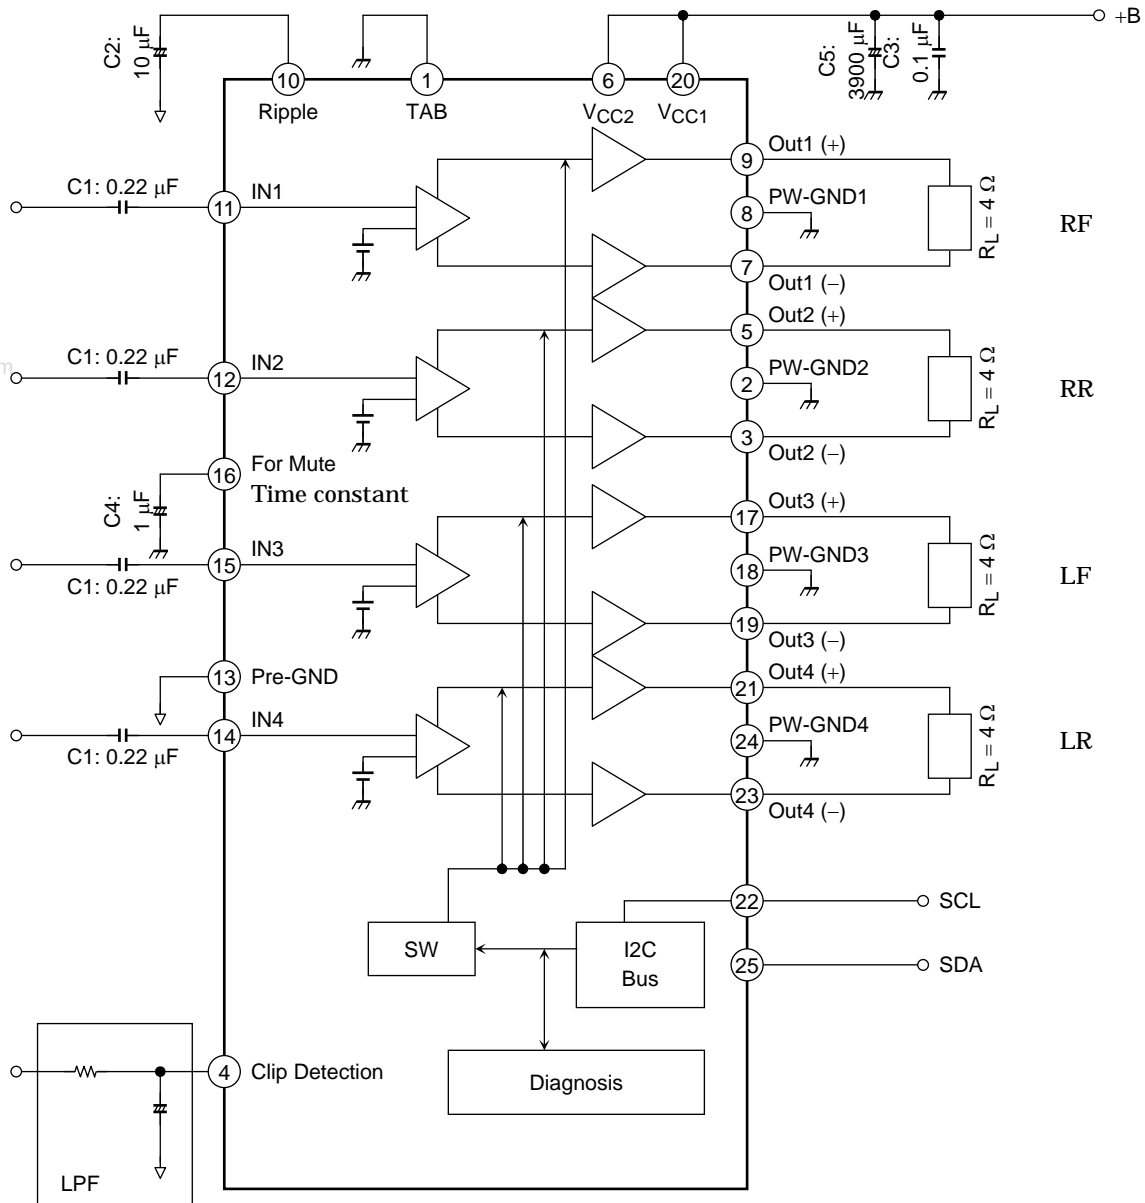 +B
C2:
10 µF
C5:
3900 µF
C3:
0.1 µF
10
1
6
20
Ripple
TAB
VCC2
VCC1
Out1 (+)
9
C1: 0.22 µF
IN1
11
PW-GND1
8
RL = 4 Ω
RF
7
Out1 (−)
Out2 (+)
5
C1: 0.22 µF
IN2
12
PW-GND2
2
RL = 4 Ω
RR
3
Out2 (−)
16
For Mute
Time constant
C4:
1 µF
Out3 (+)
17
IN3
15
C1: 0.22 µF
PW-GND3
18
RL = 4 Ω
LF
19
Out3 (−)
13
Pre-GND
Out4 (+)
21
IN4
14
C1: 0.22 µF
PW-GND4
24
RL = 4 Ω
LR
23
Out4 (−)
22
SCL
SW
I2C
Bus
25
SDA
4
Clip Detection
Diagnosis
LPF